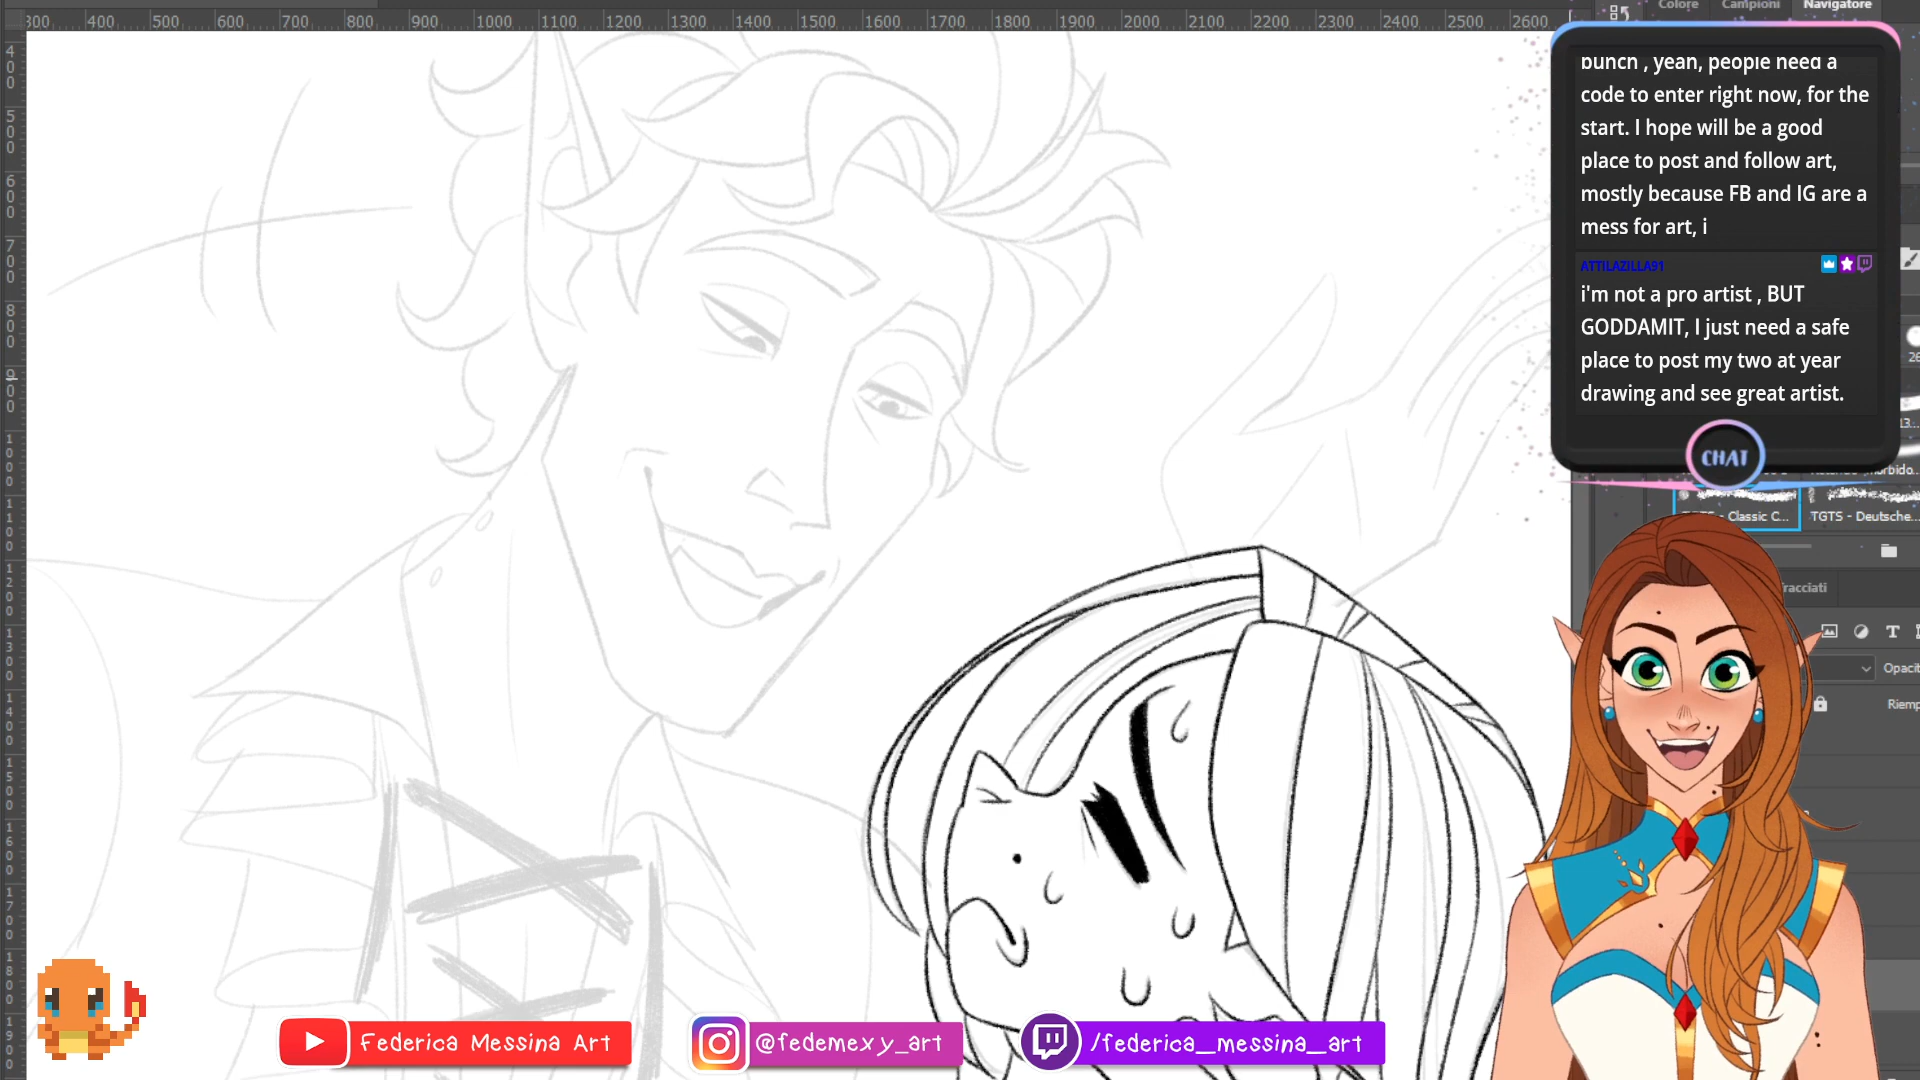 300 400 500 600 700 800 900 1000 1100 1200 1300 1400 1500 1600 1700 1800 1900 2000 2100 2200 2300 2400 2500 2600
Colore Campioni Navigatore
bunch , yeah, people need a
code to enter right now, for the
start. I hope will be a good
place to post and follow art,
mostly because FB and IG are a
mess for art, i
ATTILAZILLA91
i'm not a pro artist , BUT
GODDAMIT, I just need a safe
place to post my two at year
drawing and see great artist.
CHAT
TGTS - Classic C... TGTS - Deutsche...
Federica Messina Art
@fedemexy_art
/federica_messina_art